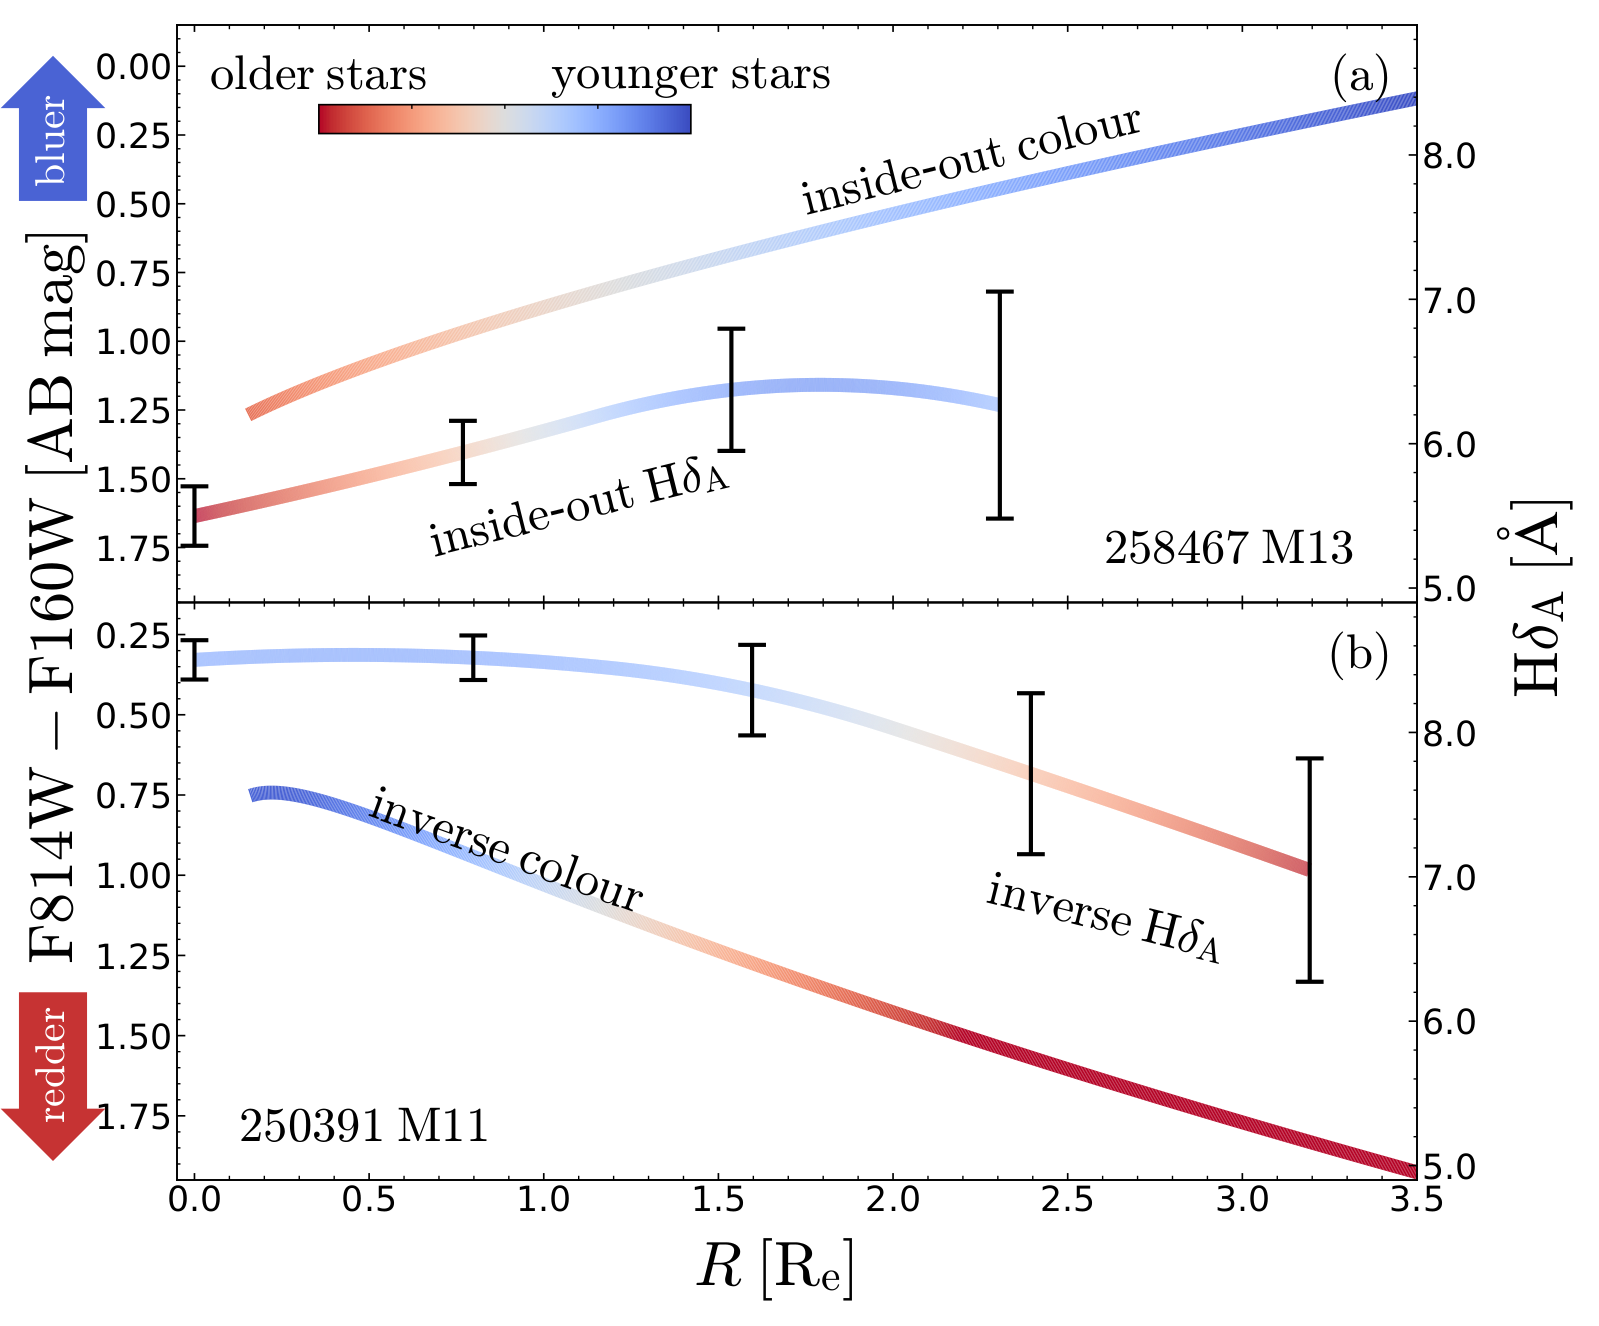 bluer
F814W − F160W [AB mag]
redder
0.00
0.25
0.50
0.75
1.00
1.25
1.50
1.75
older stars
younger stars
(a)
inside-out colour
inside-out HδA
258467 M13
8.0
7.0
6.0
5.0
HδA [Å]
0.25
0.50
0.75
1.00
1.25
1.50
1.75
(b)
inverse colour
inverse HδA
250391 M11
8.0
7.0
6.0
5.0
0.0 0.5 1.0 1.5 2.0 2.5 3.0 3.5
R [Re]